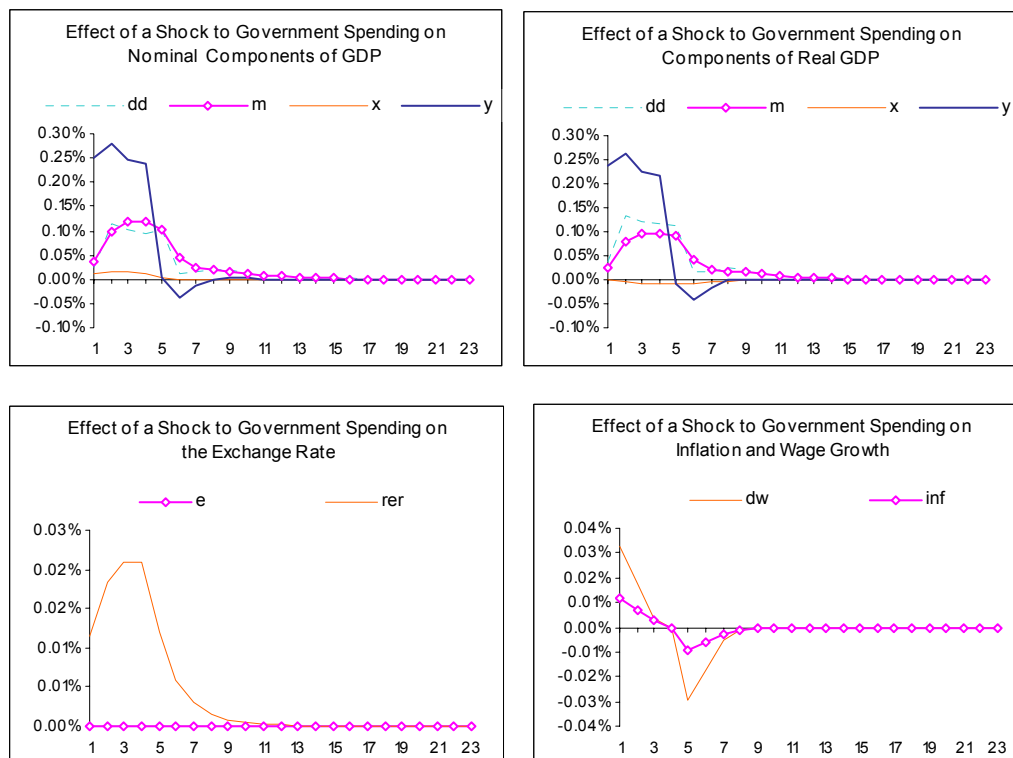 Effect of a Shock to Government Spending on
Nominal Components of GDP
dd m x y
0.30%
0.25%
0.20%
0.15%
0.10%
0.05%
0.00%
-0.05%
-0.10%
1 3 5 7 9 11 13 15 17 19 21 23
Effect of a Shock to Government Spending on
Components of Real GDP
dd m x y
0.30%
0.25%
0.20%
0.15%
0.10%
0.05%
0.00%
-0.05%
-0.10%
1 3 5 7 9 11 13 15 17 19 21 23
Effect of a Shock to Government Spending on
the Exchange Rate
e rer
0.03%
0.02%
0.02%
0.01%
0.01%
0.00%
1 3 5 7 9 11 13 15 17 19 21 23
Effect of a Shock to Government Spending on
Inflation and Wage Growth
dw inf
0.04%
0.03%
0.02%
0.01%
0.00%
-0.01%
-0.02%
-0.03%
-0.04%
1 3 5 7 9 11 13 15 17 19 21 23